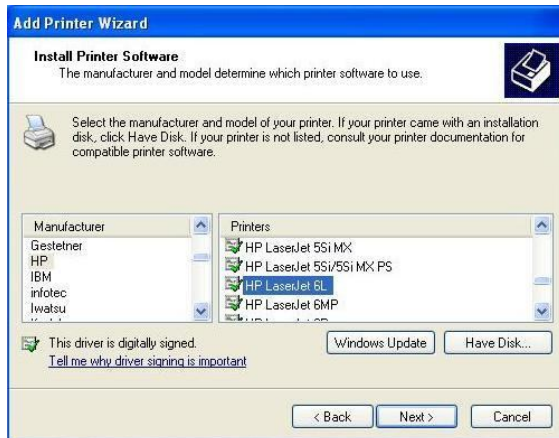 Add Printer Wizard
Install Printer Software
The manufacturer and model determine which printer software to use.
Select the manufacturer and model of your printer. If your printer came with an installation
disk, click Have Disk. If your printer is not listed, consult your printer documentation for
compatible printer software.
Manufacturer
Gestetner
HP
IBM
infotec
Iwatsu
Printers
HP LaserJet 5Si MX
HP LaserJet 5Si/5Si MX PS
HP LaserJet 6L
HP LaserJet 6MP
This driver is digitally signed.
Tell me why driver signing is important
Windows Update
Have Disk...
< Back
Next >
Cancel